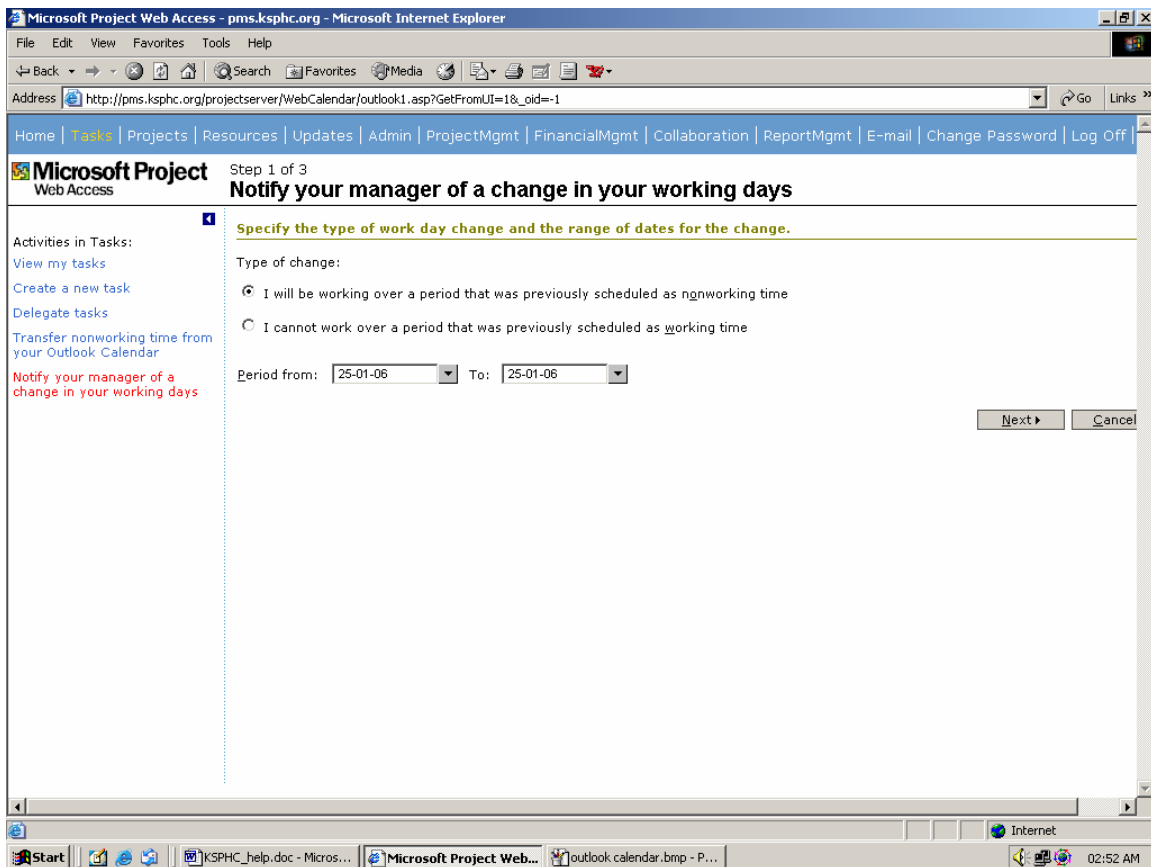 Microsoft Project Web Access - pms.ksphc.org - Microsoft Internet Explorer
File Edit View Favorites Tools Help
Back Search Favorites Media
Address http://pms.ksphc.org/projectserver/WebCalendar/outlook1.asp?GetFromUI=1&_oid=-1 Go Links »
Home | Tasks | Projects | Resources | Updates | Admin | ProjectMgmt | FinancialMgmt | Collaboration | ReportMgmt | E-mail | Change Password | Log Off |
Microsoft Project
Web Access
Step 1 of 3
Notify your manager of a change in your working days
Activities in Tasks:
View my tasks
Create a new task
Delegate tasks
Transfer nonworking time from
your Outlook Calendar
Notify your manager of a
change in your working days
Specify the type of work day change and the range of dates for the change.
Type of change:
I will be working over a period that was previously scheduled as nonworking time
I cannot work over a period that was previously scheduled as working time
Period from: 25-01-06 To: 25-01-06
Next Cancel
Internet
Start KSPHC_help.doc - Micros... Microsoft Project Web... outlook calendar.bmp - P... 02:52 AM